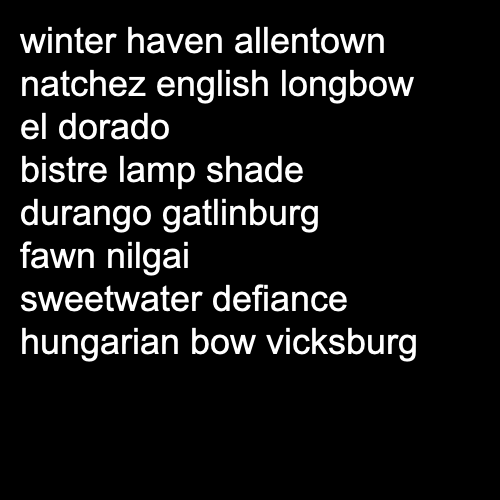 winter haven allentown
natchez english longbow
el dorado
bistre lamp shade
durango gatlinburg
fawn nilgai
sweetwater defiance
hungarian bow vicksburg